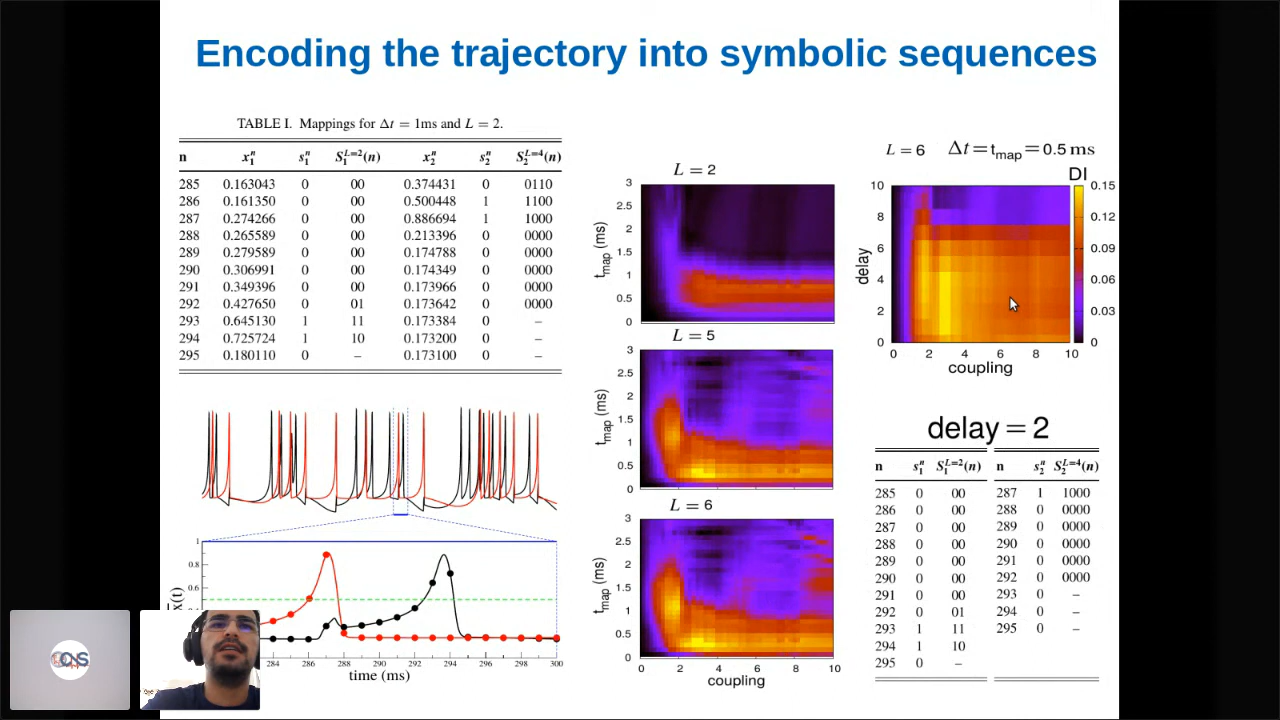 Encoding the trajectory into symbolic sequences
TABLE I. Mappings for Δt = 1ms and L = 2.
n x₁ⁿ s₁ⁿ S₁^{L=2}(n) x₂ⁿ s₂ⁿ S₂^{L=4}(n)
285 0.163043 0 00 0.374431 0 0110
286 0.161350 0 00 0.500448 1 1100
287 0.274266 0 00 0.886694 1 1000
288 0.265589 0 00 0.213396 0 0000
289 0.279589 0 00 0.174788 0 0000
290 0.306991 0 00 0.174349 0 0000
291 0.349396 0 00 0.173966 0 0000
292 0.427650 0 01 0.173642 0 0000
293 0.645130 1 11 0.173384 0 –
294 0.725724 1 10 0.173200 0 –
295 0.180110 0 – 0.173100 0 –
1
0.8
0.6
x(t)
284 286 288 290 292 294 296 298 300
time (ms)
L = 2
3
2.5
2
1.5
1
0.5
0
t_map (ms)
L = 5
3
2.5
2
1.5
1
0.5
0
t_map (ms)
L = 6
3
2.5
2
1.5
1
0.5
0
t_map (ms)
0 2 4 6 8 10
coupling
L = 6 Δt = t_map = 0.5 ms
DI
10
8
6
4
2
0
delay
0 2 4 6 8 10
coupling
0.15
0.12
0.09
0.06
0.03
0
delay = 2
n s₁ⁿ S₁^{L=2}(n) n s₂ⁿ S₂^{L=4}(n)
285 0 00 287 1 1000
286 0 00 288 0 0000
287 0 00 289 0 0000
288 0 00 290 0 0000
289 0 00 291 0 0000
290 0 00 292 0 0000
291 0 00 293 0 –
292 0 01 294 0 –
293 1 11 295 0 –
294 1 10
295 0 –